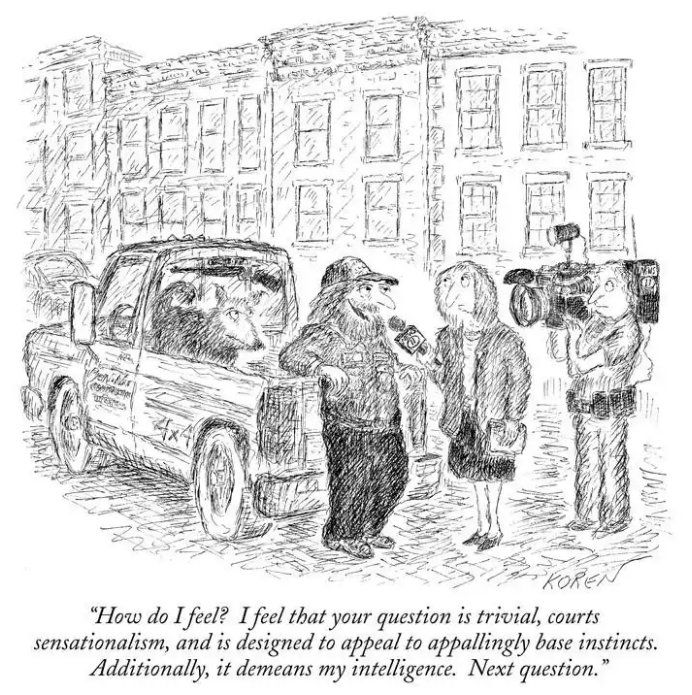 4x4
KOREN
“How do I feel?  I feel that your question is trivial, courts
sensationalism, and is designed to appeal to appallingly base instincts.
Additionally, it demeans my intelligence.  Next question.”